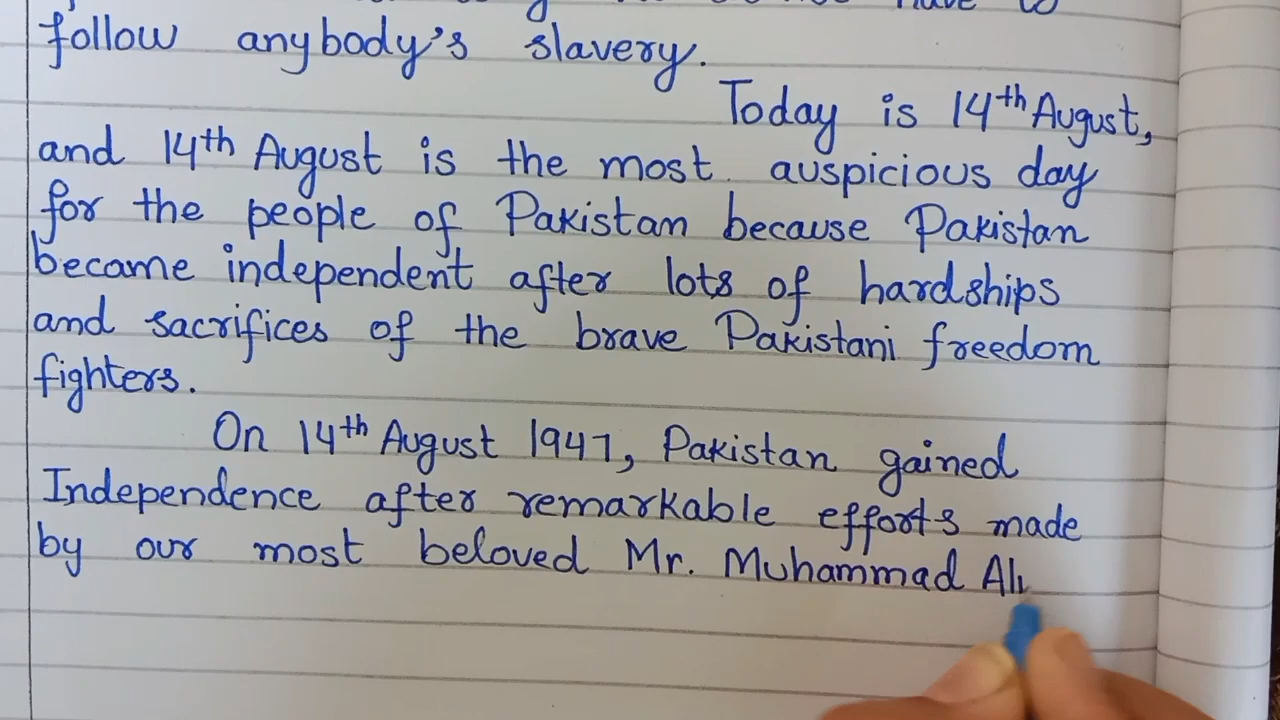 have to
follow anybody's slavery.
Today is 14th August,
and 14th August is the most auspicious day
for the people of Pakistan because Pakistan
became independent after lots of hardships
and sacrifices of the brave Pakistani freedom
fighters.
On 14th August 1947, Pakistan gained
Independence after remarkable efforts made
by our most beloved Mr. Muhammad Ali